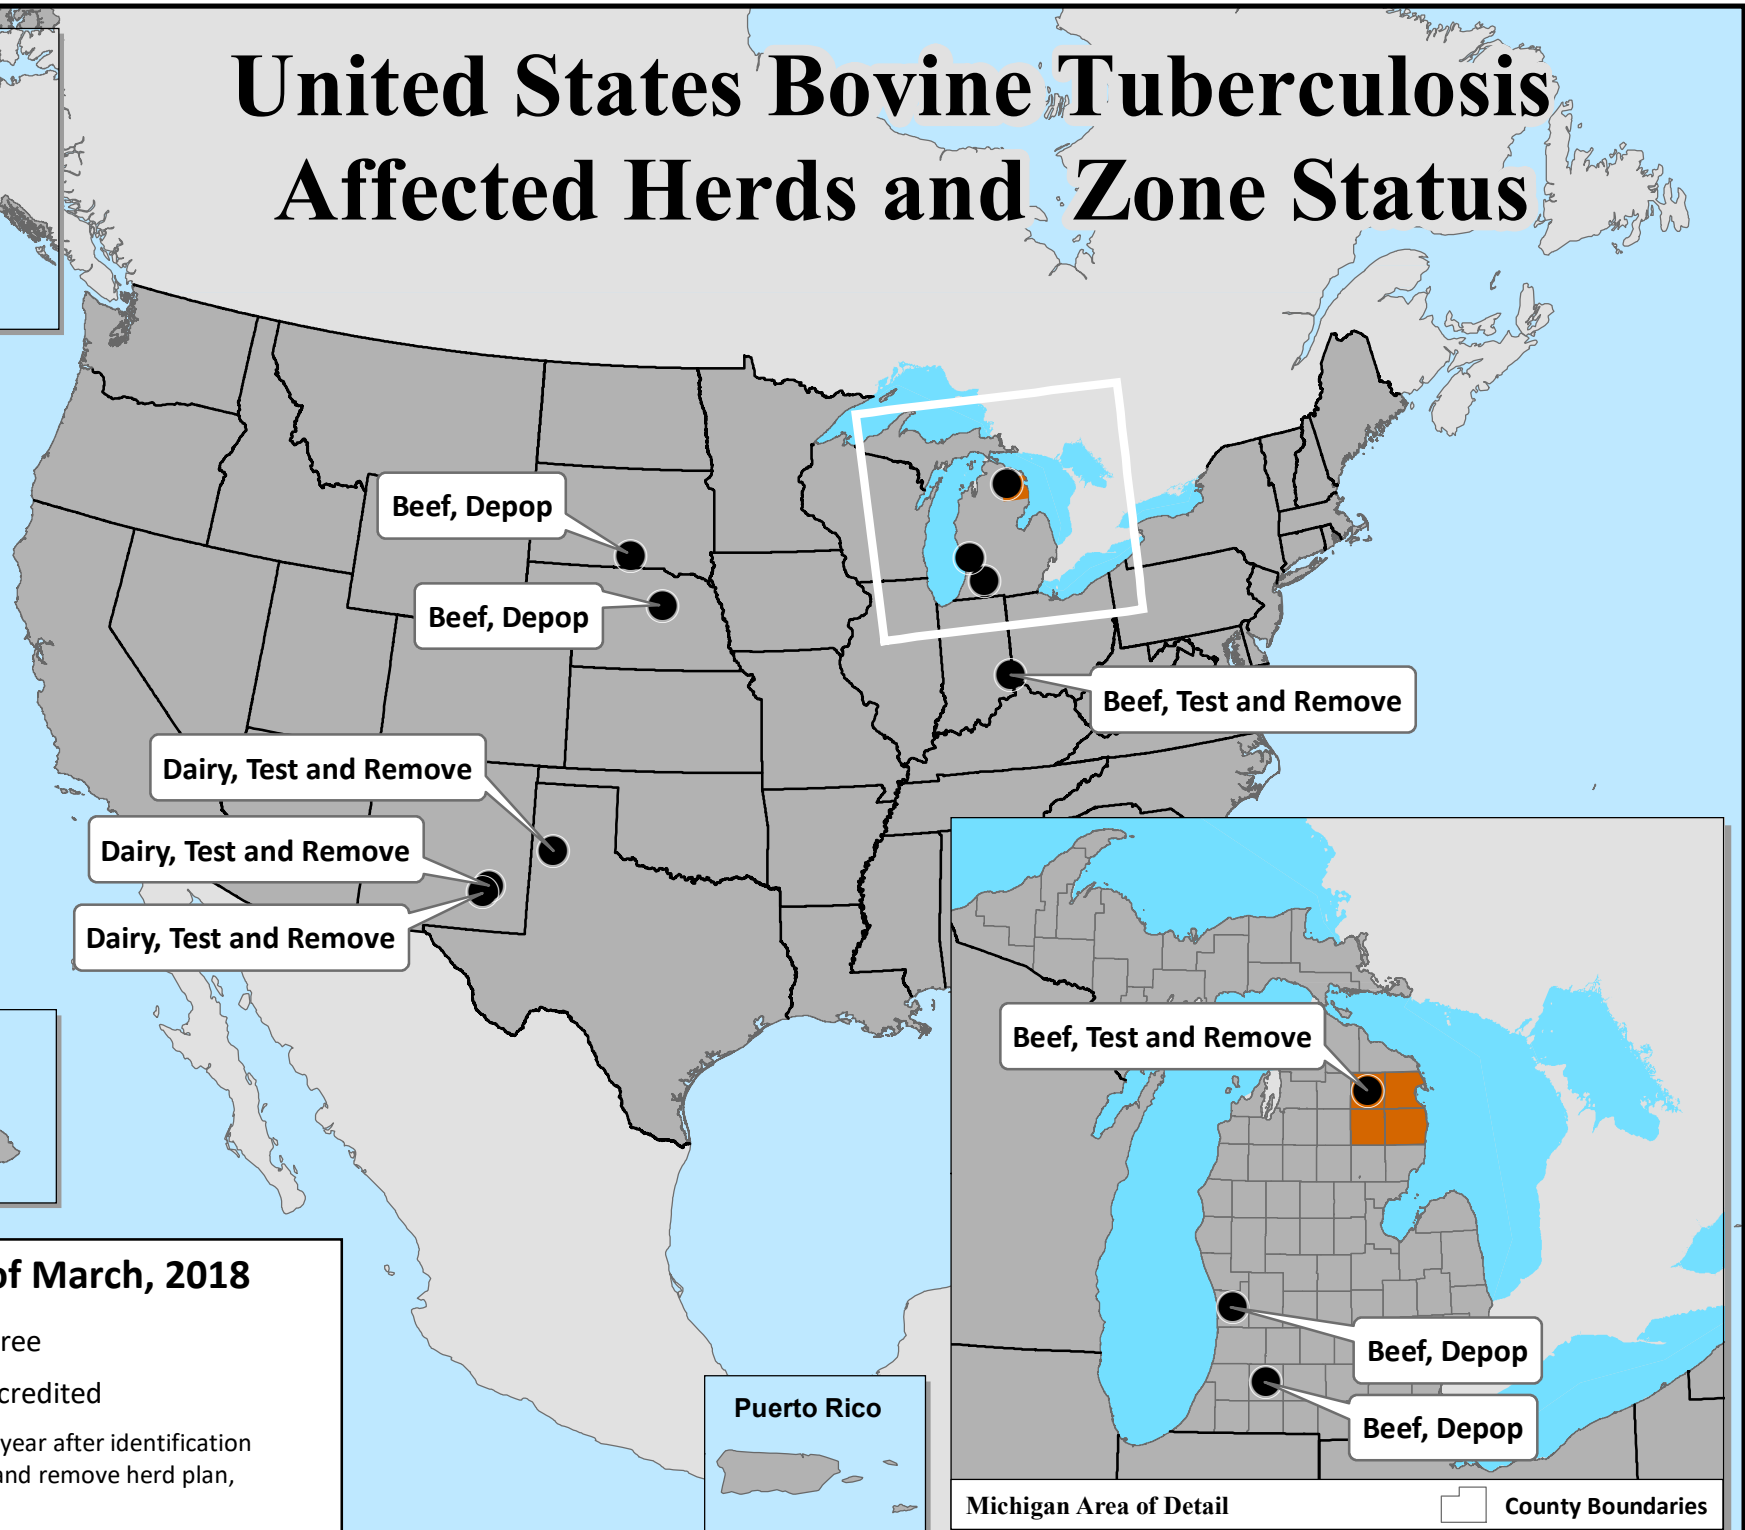 United States Bovine Tuberculosis
Affected Herds and Zone Status
Beef, Depop
Beef, Depop
Beef, Test and Remove
Dairy, Test and Remove
Dairy, Test and Remove
Dairy, Test and Remove
Beef, Test and Remove
Beef, Depop
Beef, Depop
Michigan Area of Detail
County Boundaries
Puerto Rico
of March, 2018
ree
credited
year after identification
and remove herd plan,